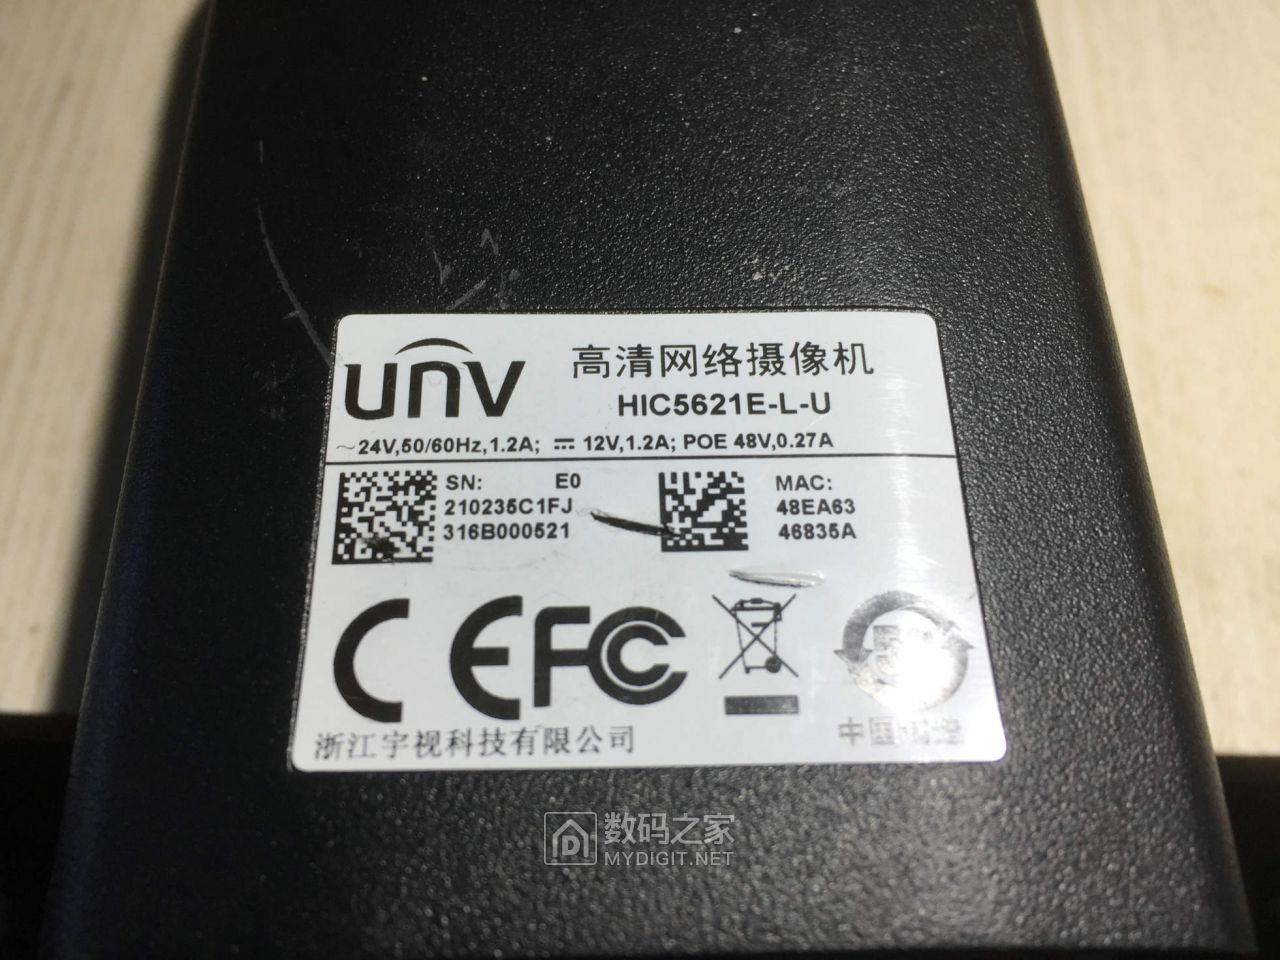 unv
高清网络摄像机
HIC5621E-L-U
~24V,50/60Hz,1.2A; ⎓ 12V,1.2A; POE 48V,0.27A
SN: E0
210235C1FJ
316B000521
MAC:
48EA63
46835A
CE FC
浙江宇视科技有限公司
中国
数码之家
MYDIGIT.NET